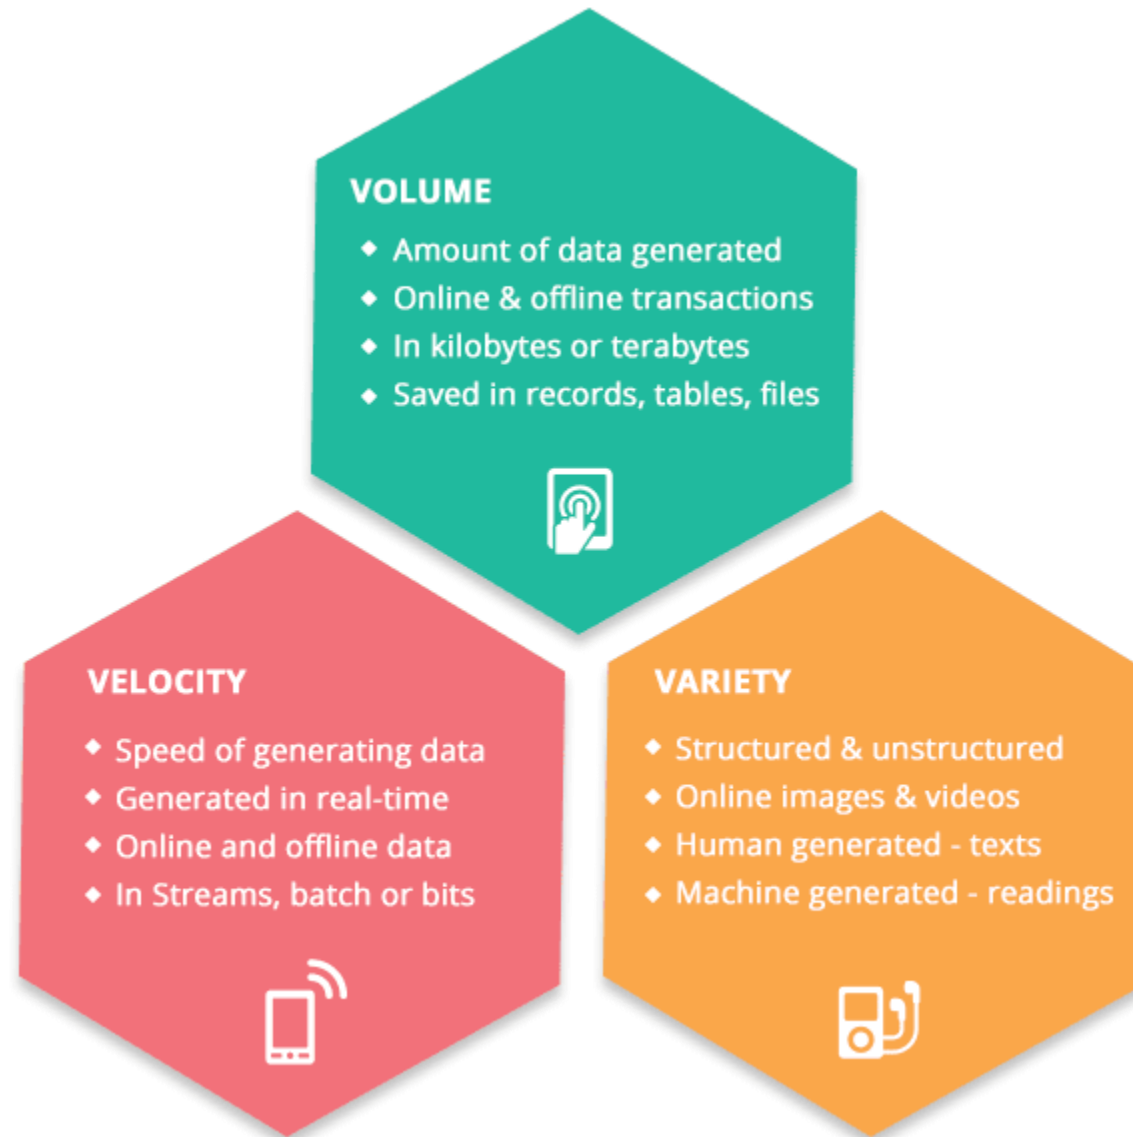 VOLUME
Amount of data generated
Online & offline transactions
In kilobytes or terabytes
Saved in records, tables, files
VELOCITY
Speed of generating data
Generated in real-time
Online and offline data
In Streams, batch or bits
VARIETY
Structured & unstructured
Online images & videos
Human generated - texts
Machine generated - readings